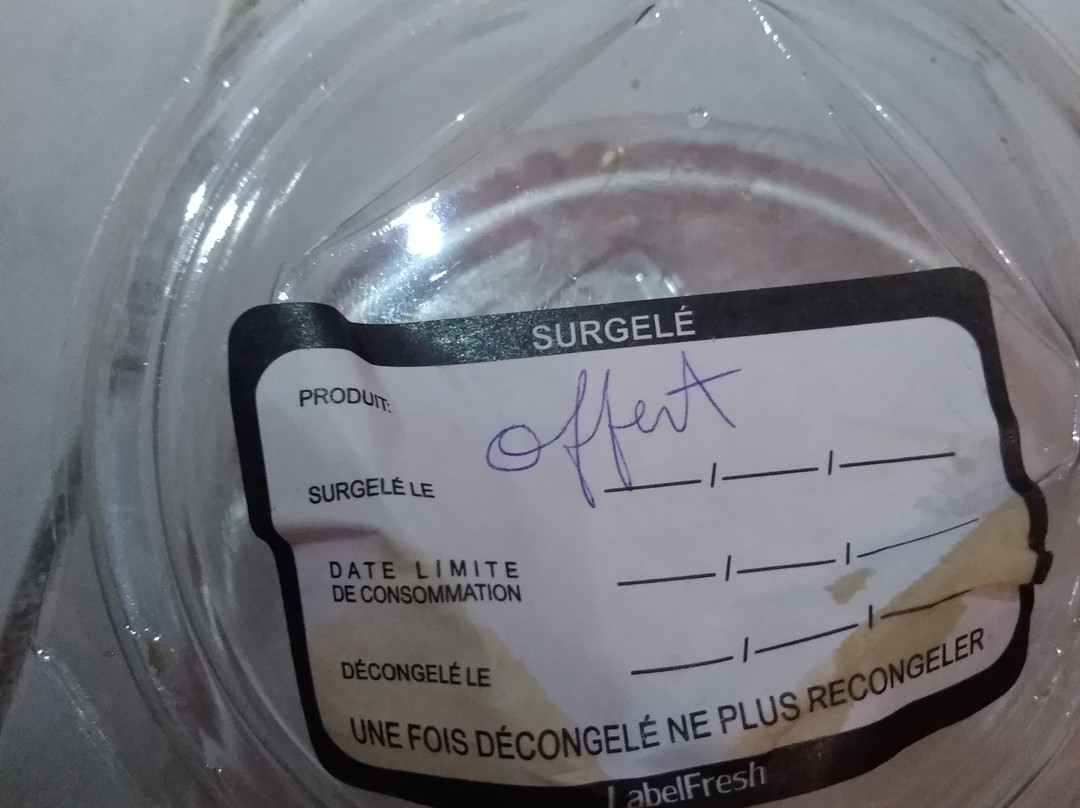 SURGELÉ
PRODUIT: offert
SURGELÉ LE
DATE LIMITE
DE CONSOMMATION
DÉCONGELÉ LE
UNE FOIS DÉCONGELÉ NE PLUS RECONGELER
LabelFresh